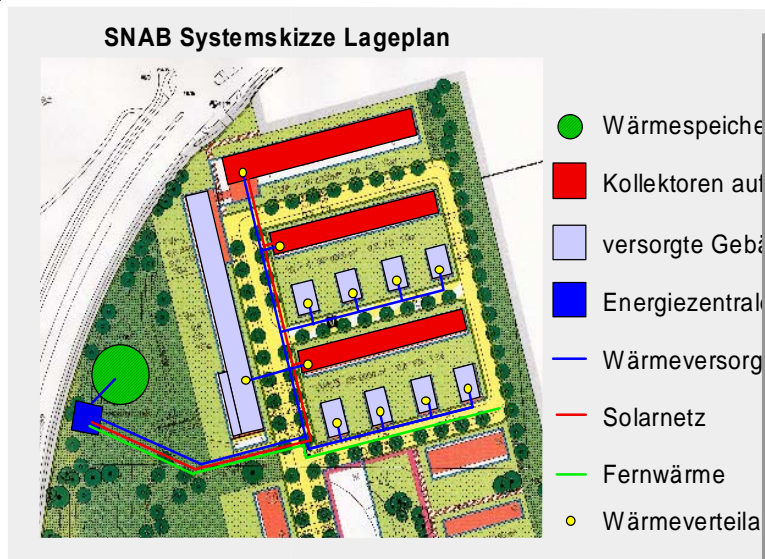 SNAB Systemskizze Lageplan
Wärmespeiche
Kollektoren auf
versorgte Gebä
Energiezentrale
Wärmeversorg
Solarnetz
Fernwärme
Wärmeverteila